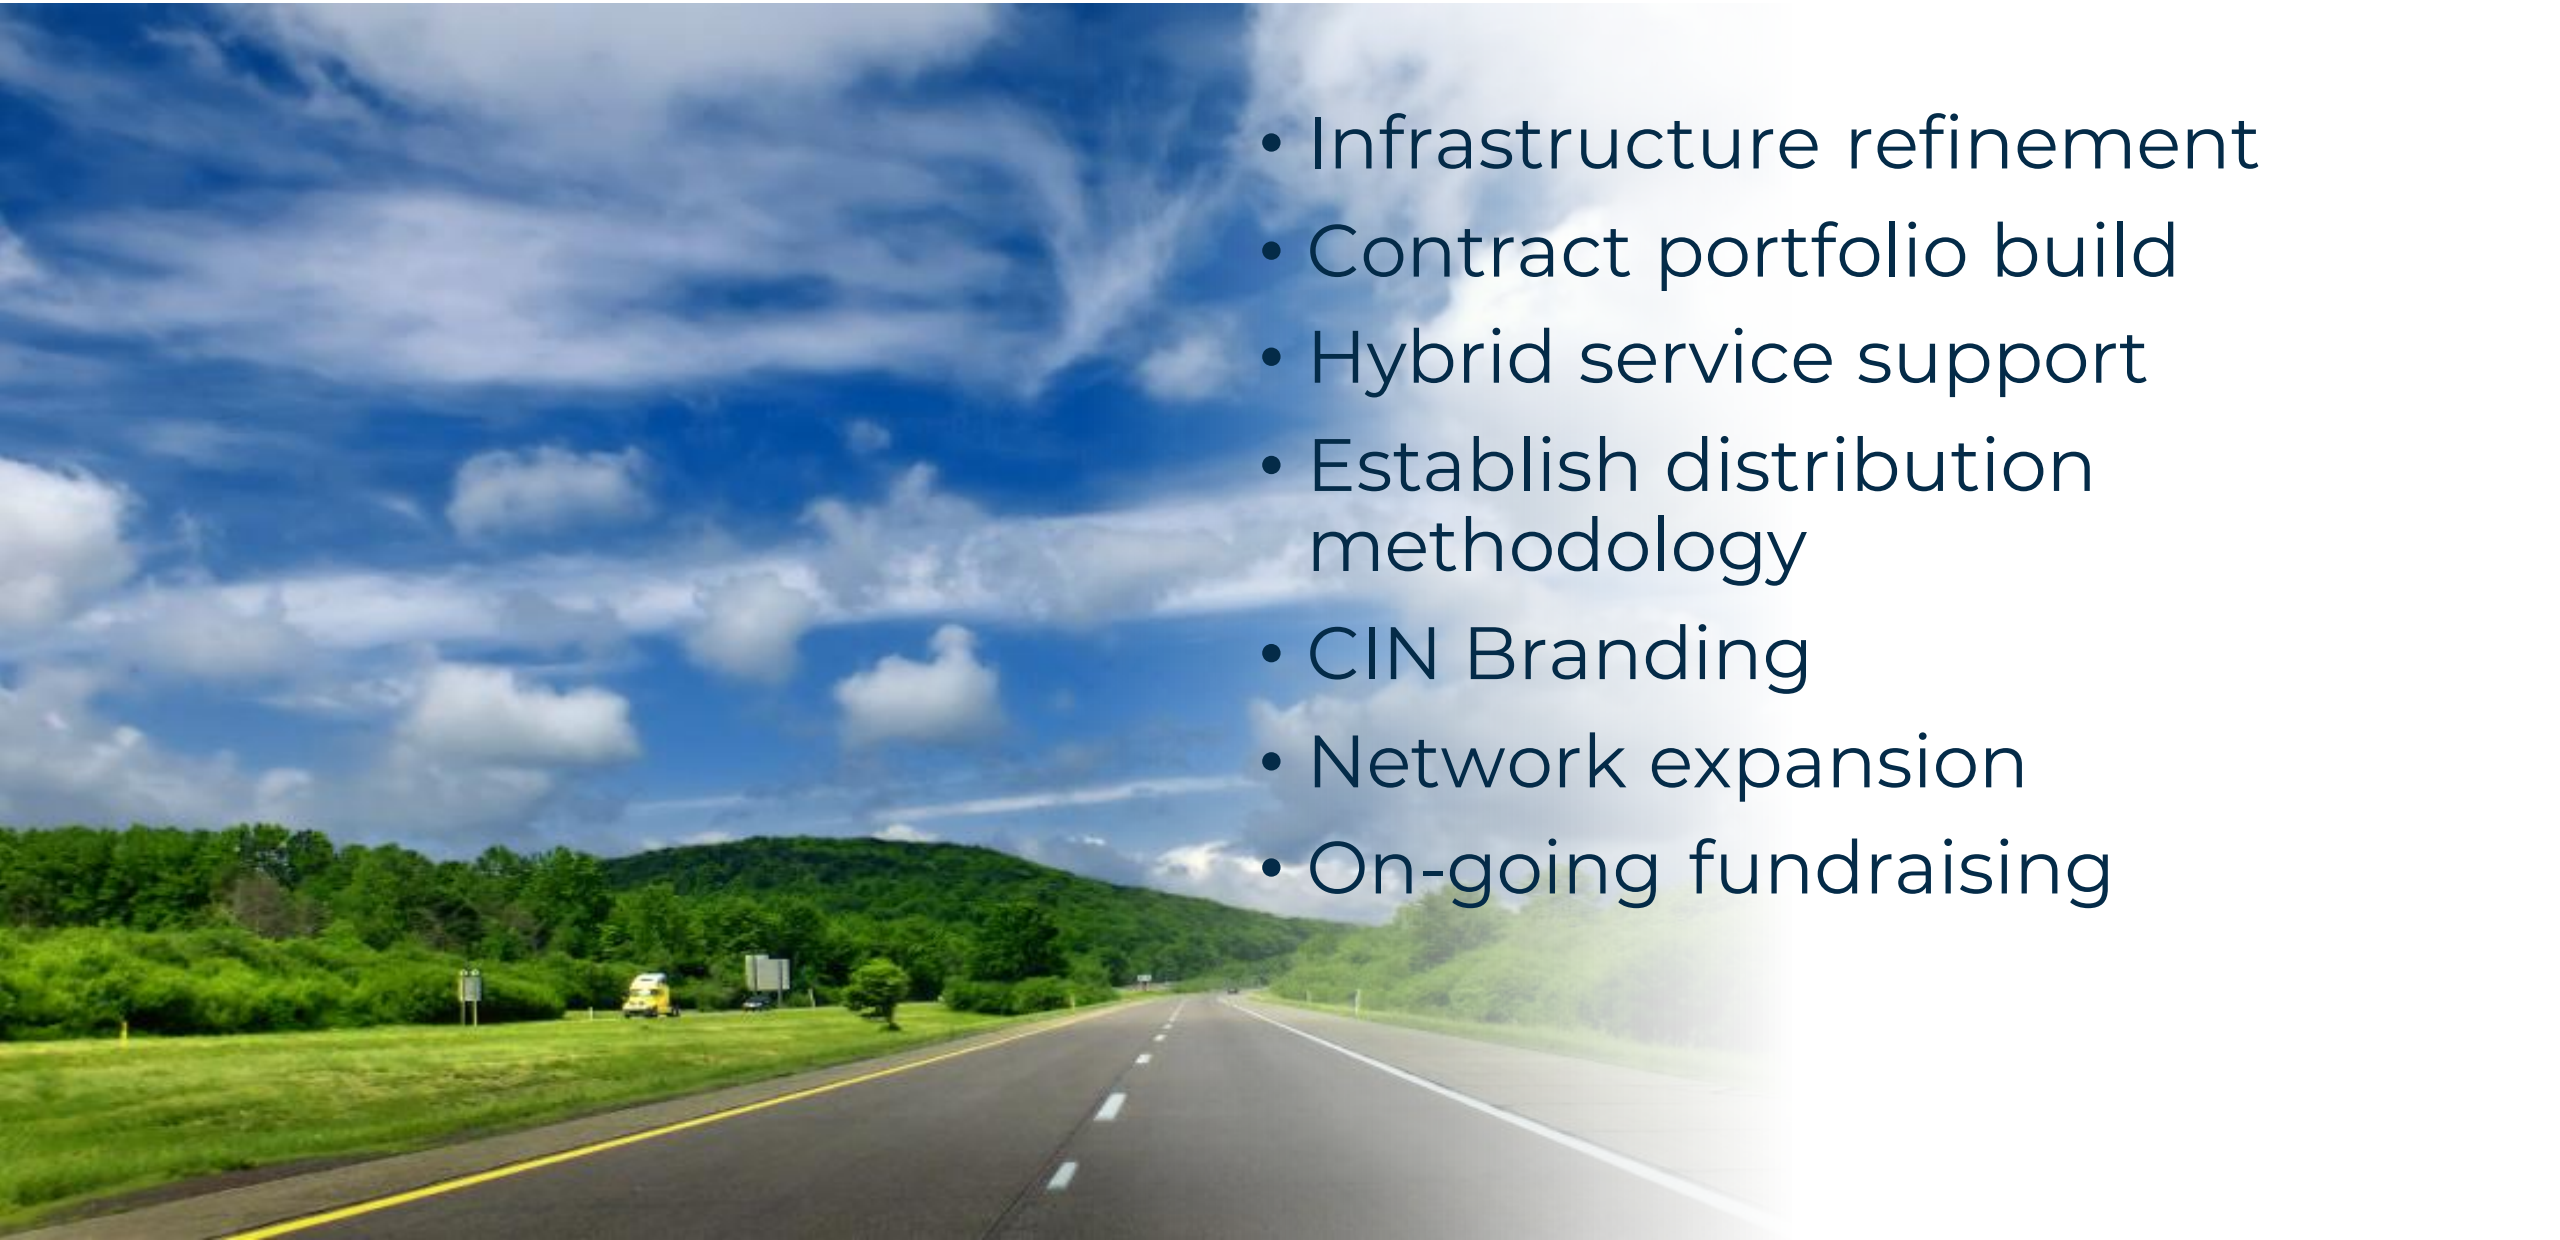 • Infrastructure refinement
• Contract portfolio build
• Hybrid service support
• Establish distribution
methodology
• CIN Branding
• Network expansion
• On-going fundraising